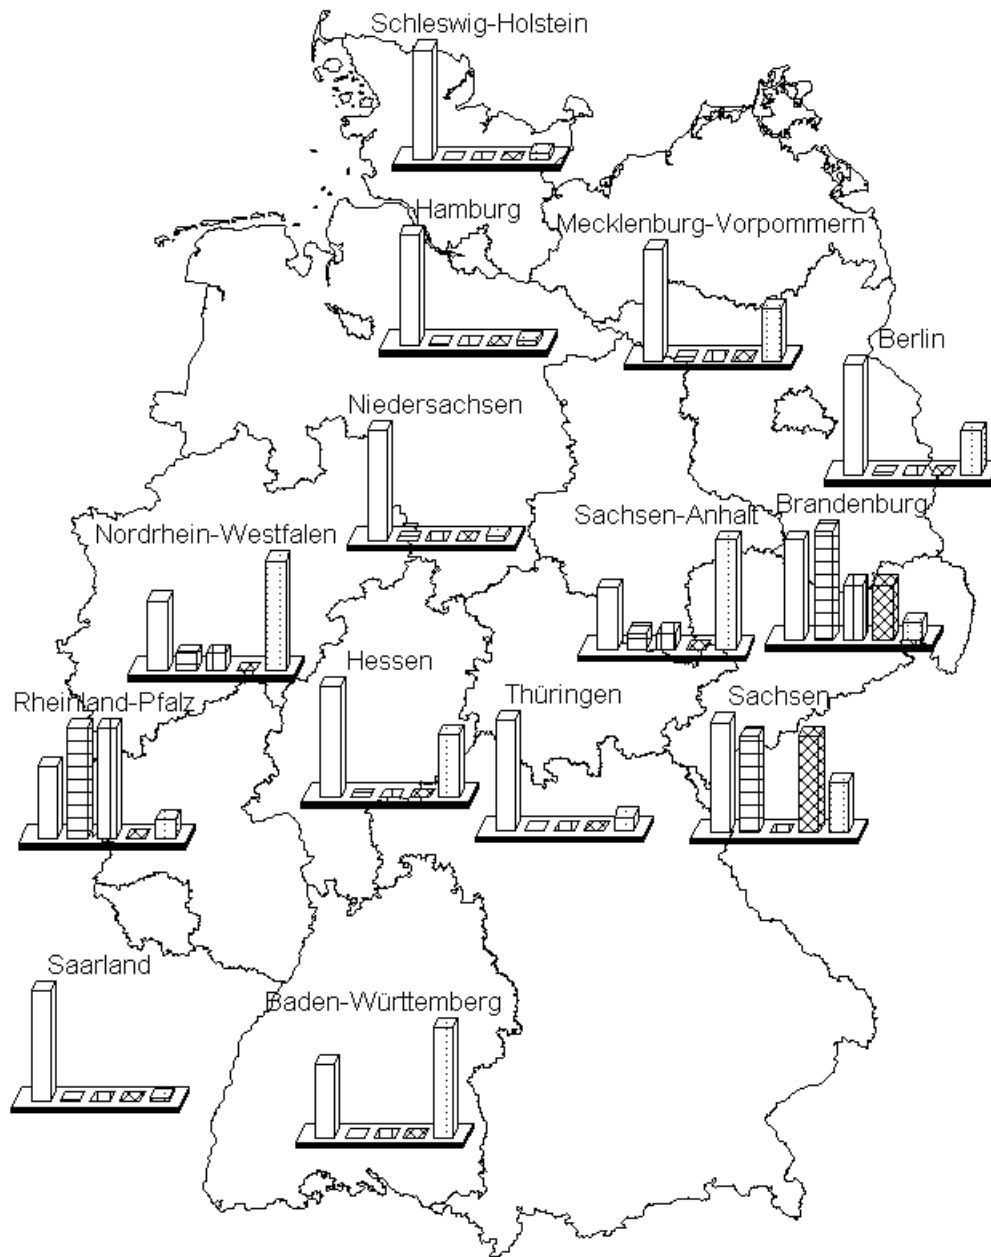 Schleswig-Holstein
Hamburg
Mecklenburg-Vorpommern
Berlin
Niedersachsen
Brandenburg
Sachsen-Anhalt
Nordrhein-Westfalen
Hessen
Thüringen
Sachsen
Rheinland-Pfalz
Saarland
Baden-Württemberg